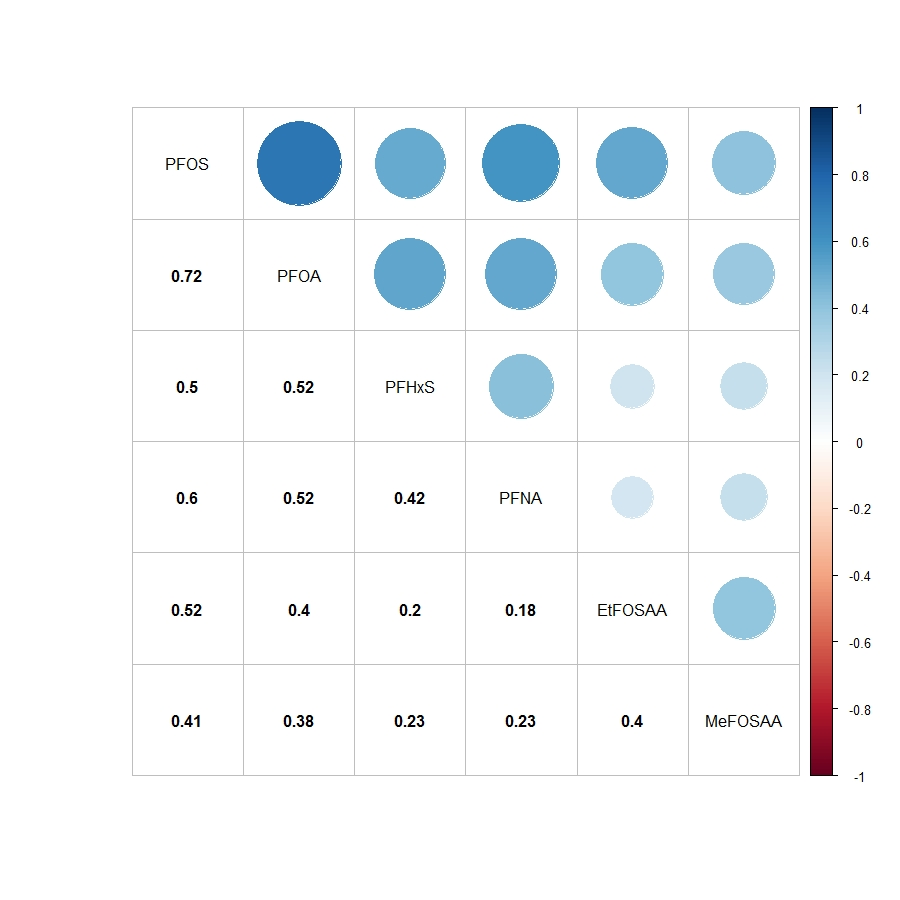 PFOS
0.72 PFOA
0.5 0.52 PFHxS
0.6 0.52 0.42 PFNA
0.52 0.4 0.2 0.18 EtFOSAA
0.41 0.38 0.23 0.23 0.4 MeFOSAA
1
0.8
0.6
0.4
0.2
0
-0.2
-0.4
-0.6
-0.8
-1